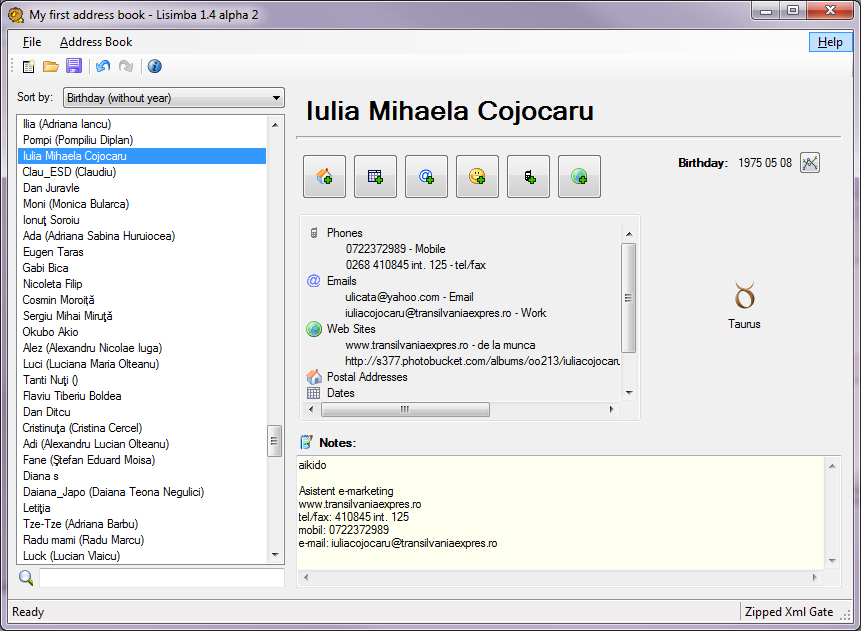 My first address book - Lisimba 1.4 alpha 2
File Address Book Help
Sort by: Birthday (without year)
Ilia (Adriana Iancu)
Pompi (Pompiliu Diplan)
Iulia Mihaela Cojocaru
Clau_ESD (Claudiu)
Dan Juravle
Moni (Monica Bularca)
Ionuţ Soroiu
Ada (Adriana Sabina Huruiocea)
Eugen Taras
Gabi Bica
Nicoleta Filip
Cosmin Moroiţă
Sergiu Mihai Miruţă
Okubo Akio
Alez (Alexandru Nicolae Iuga)
Luci (Luciana Maria Olteanu)
Tanti Nuţi ()
Flaviu Tiberiu Boldea
Dan Ditcu
Cristinuţa (Cristina Cercel)
Adi (Alexandru Lucian Olteanu)
Fane (Ştefan Eduard Moisa)
Diana s
Daiana_Japo (Daiana Teona Negulici)
Letiţia
Tze-Tze (Adriana Barbu)
Radu mami (Radu Marcu)
Luck (Lucian Vlaicu)
Iulia Mihaela Cojocaru
Birthday: 1975 05 08
Taurus
Phones
0722372989 - Mobile
0268 410845 int. 125 - tel/fax
Emails
ulicata@yahoo.com - Email
iuliacojocaru@transilvaniaexpres.ro - Work
Web Sites
www.transilvaniaexpres.ro - de la munca
http://s377.photobucket.com/albums/oo213/iuliacojocaru
Postal Addresses
Dates
Notes:
aikido
Asistent e-marketing
www.transilvaniaexpres.ro
tel/fax: 410845 int. 125
mobil: 0722372989
e-mail: iuliacojocaru@transilvaniaexpres.ro
Ready
Zipped Xml Gate